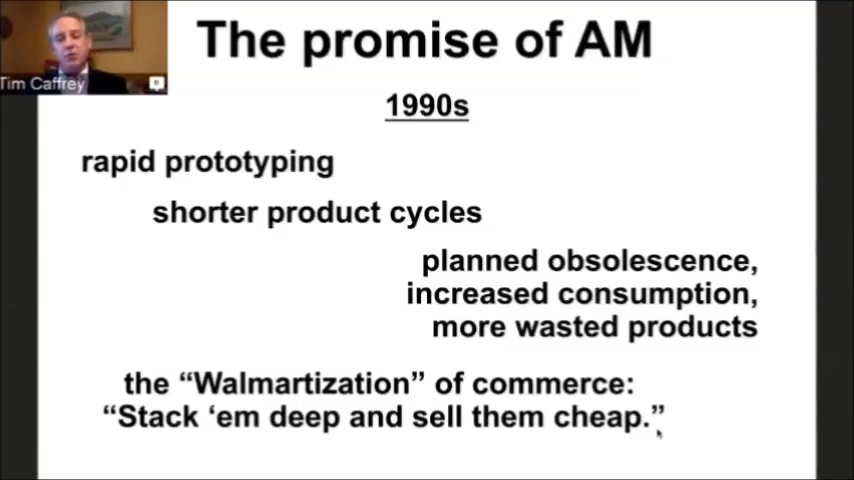 The promise of AM
Tim Caffrey
1990s
rapid prototyping
shorter product cycles
planned obsolescence,
increased consumption,
more wasted products
the “Walmartization” of commerce:
“Stack ‘em deep and sell them cheap.”